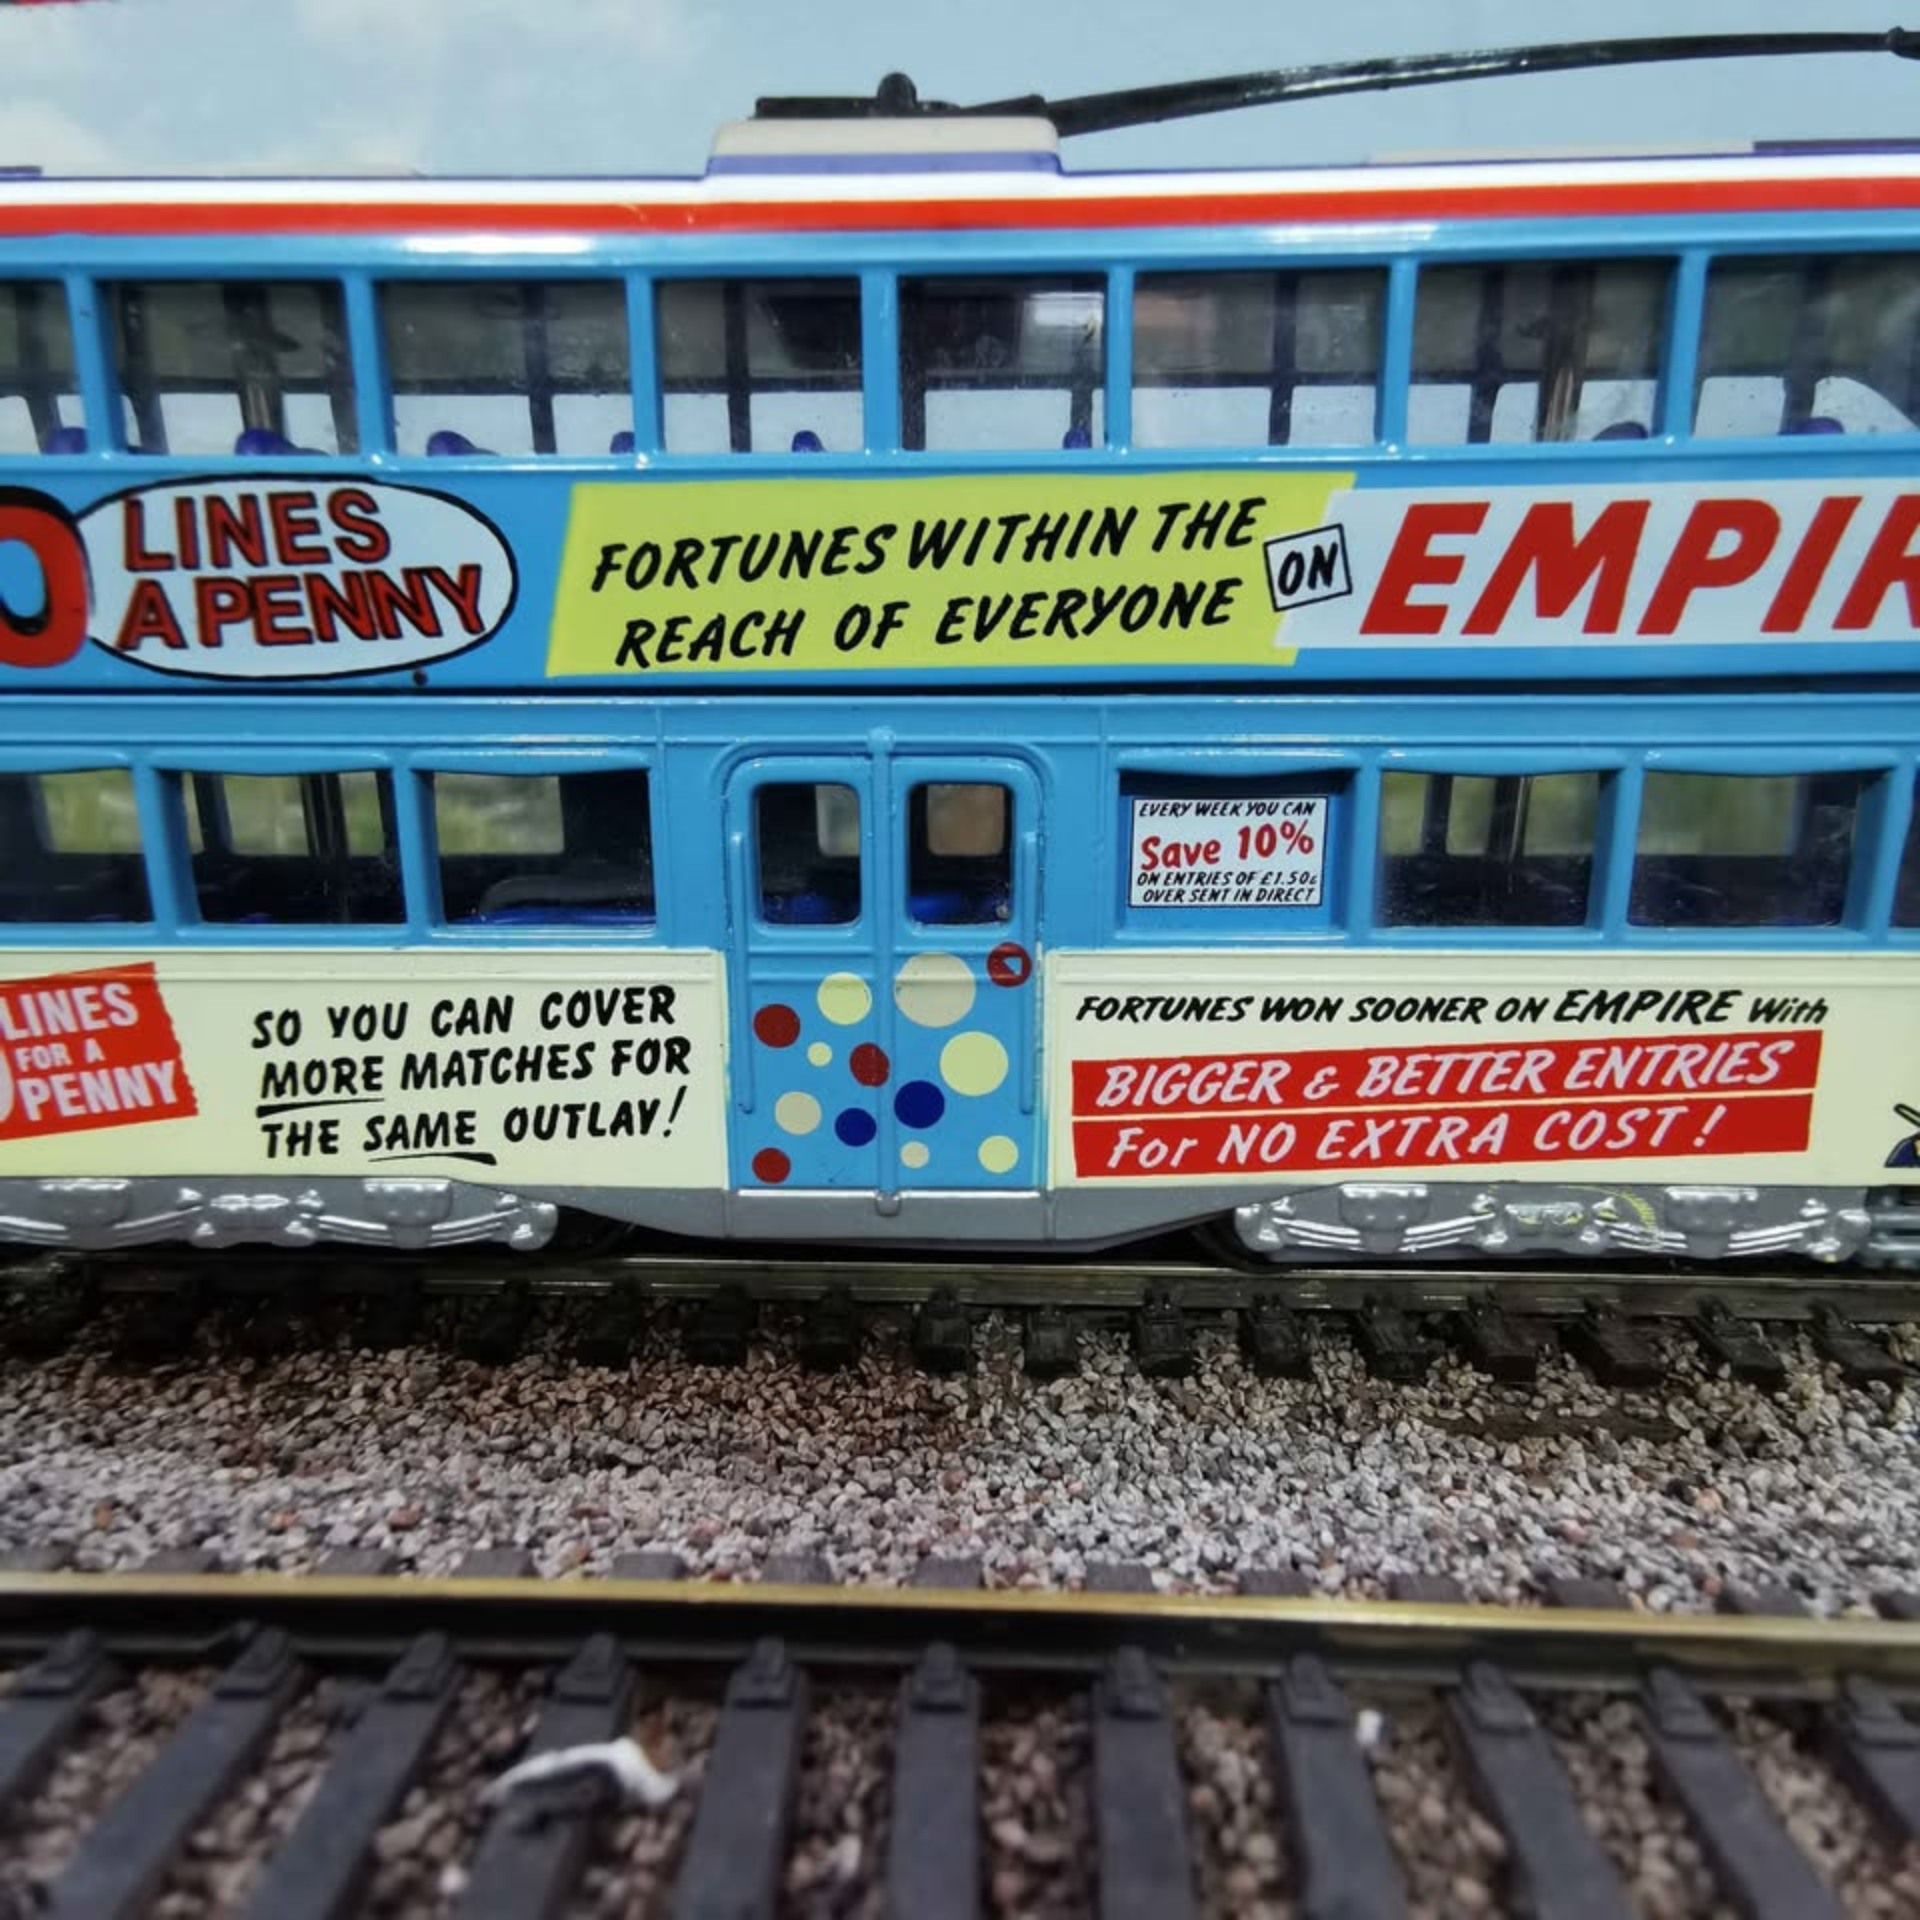 0 LINES
A PENNY
FORTUNES WITHIN THE
REACH OF EVERYONE
ON
EMPIR
EVERY WEEK YOU CAN
Save 10%
ON ENTRIES OF £1.50 &
OVER SENT IN DIRECT
LINES
FOR A
PENNY
SO YOU CAN COVER
MORE MATCHES FOR
THE SAME OUTLAY!
FORTUNES WON SOONER ON EMPIRE With
BIGGER & BETTER ENTRIES
For NO EXTRA COST!